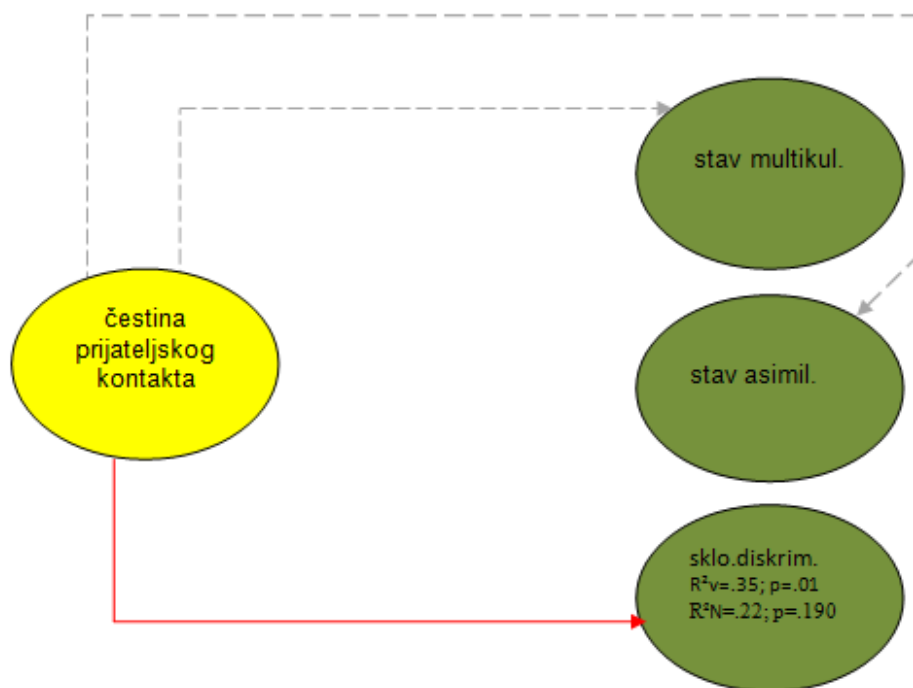 stav multikul.
čestina
prijateljskog
kontakta
stav asimil.
sklo.diskrim.
R²v=.35; p=.01
R²N=.22; p=.190